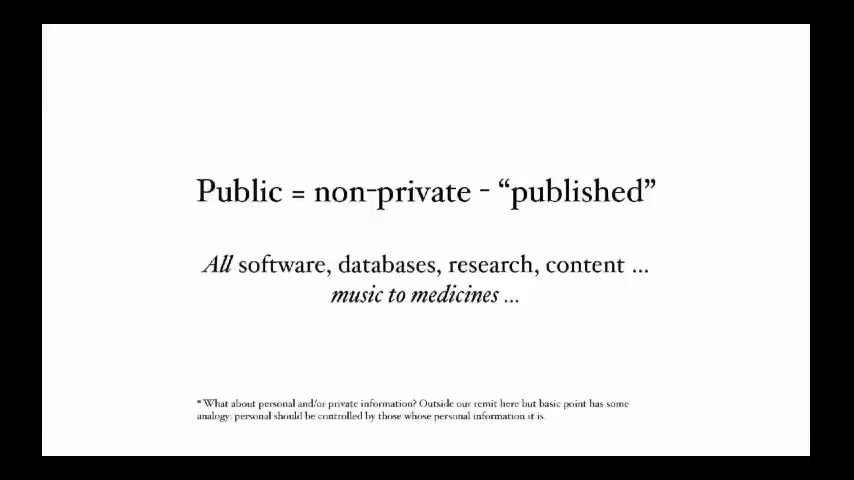 Public = non-private - “published”
All software, databases, research, content ...
music to medicines ...
* What about personal and/or private information? Outside our remit here but basic point has some
analogy: personal should be controlled by those whose personal information it is.